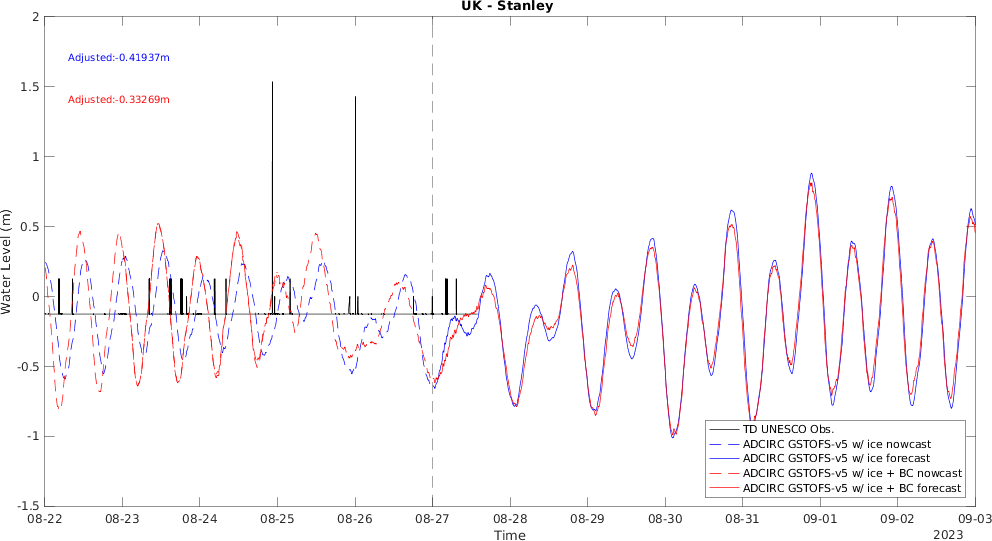 UK - Stanley
Adjusted:-0.41937m
Adjusted:-0.33269m
Water Level (m)
2
1.5
1
0.5
0
-0.5
-1
-1.5
TD UNESCO Obs.
ADCIRC GSTOFS-v5 w/ ice nowcast
ADCIRC GSTOFS-v5 w/ ice forecast
ADCIRC GSTOFS-v5 w/ ice + BC nowcast
ADCIRC GSTOFS-v5 w/ ice + BC forecast
08-22 08-23 08-24 08-25 08-26 08-27 08-28 08-29 08-30 08-31 09-01 09-02 09-03
Time
2023